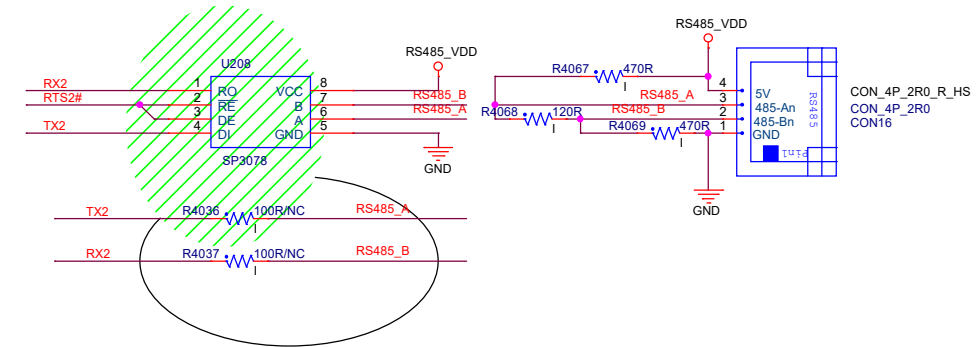 U208
RS485_VDD
RX2 1 RO VCC 8
RTS2# 2 RE B 7 RS485_B
3 DE A 6 RS485_A
TX2 4 DI GND 5
SP3078
GND
TX2 R4036 100R/NC RS485_A
I
RX2 R4037 100R/NC RS485_B
I
RS485_VDD
R4067 470R
I
RS485_A
R4068 120R RS485_B
I
R4069 470R
I
GND
4 5V
3 485-An
2 485-Bn
1 GND
RS485
Pin1
CON_4P_2R0_R_HS
CON_4P_2R0
CON16